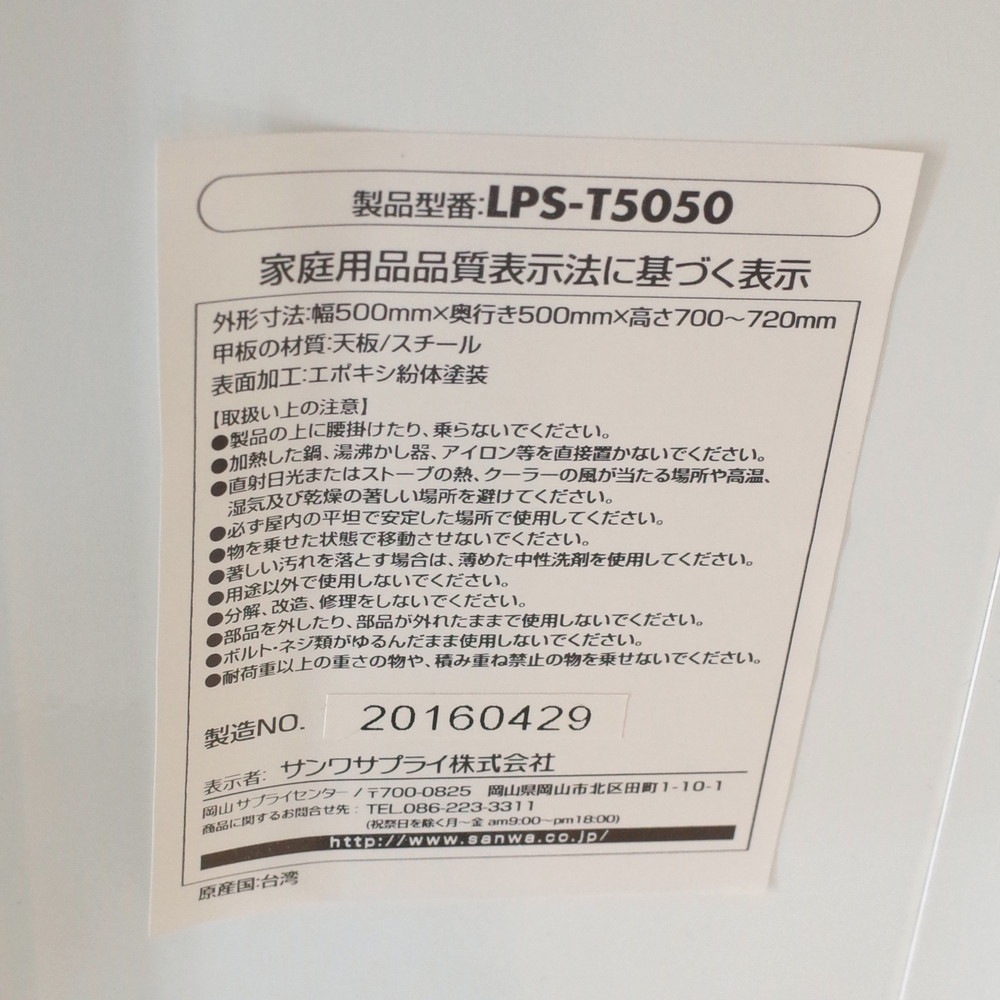 製品型番:LPS-T5050
家庭用品品質表示法に基づく表示
外形寸法:幅500mm×奥行き500mm×高さ700〜720mm
甲板の材質:天板/スチール
表面加工:エポキシ粉体塗装
【取扱い上の注意】
●製品の上に腰掛けたり、乗らないでください。
●加熱した鍋、湯沸かし器、アイロン等を直接置かないでください。
●直射日光またはストーブの熱、クーラーの風が当たる場所や高温、
湿気及び乾燥の著しい場所を避けてください。
●必ず屋内の平坦で安定した場所で使用してください。
●物を乗せた状態で移動させないでください。
●著しい汚れを落とす場合は、薄めた中性洗剤を使用してください。
●用途以外で使用しないでください。
●分解、改造、修理をしないでください。
●部品を外したり、部品が外れたままで使用しないでください。
●ボルト・ネジ類がゆるんだまま使用しないでください。
●耐荷重以上の重さの物や、積み重ね禁止の物を乗せないでください。
製造NO. 20160429
表示者: サンワサプライ株式会社
岡山サプライセンター/〒700-0825 岡山県岡山市北区田町1-10-1
商品に関するお問合せ先:TEL.086-223-3311
(祝祭日を除く月〜金 am9:00〜pm18:00)
http://www.sanwa.co.jp/
原産国:台湾